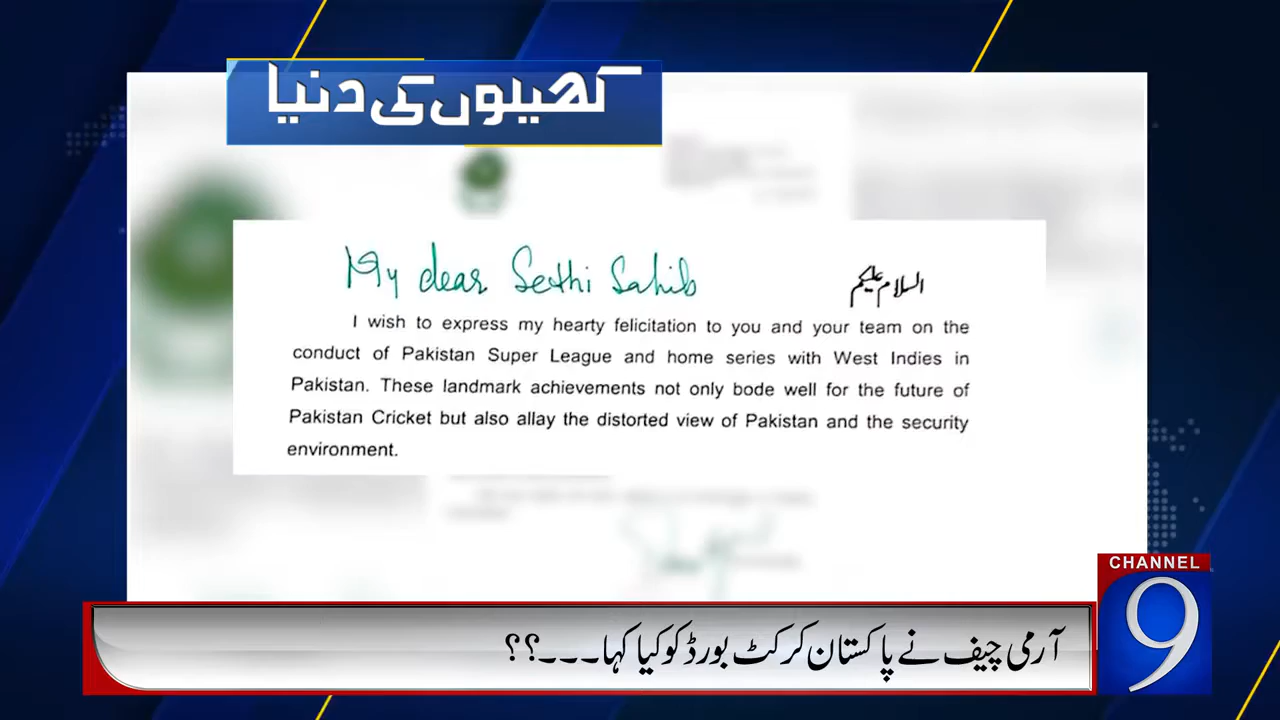 کھیلوں کی دنیا
My dear Sethi Sahib
السلام علیکم
I wish to express my hearty felicitation to you and your team on the
conduct of Pakistan Super League and home series with West Indies in
Pakistan. These landmark achievements not only bode well for the future of
Pakistan Cricket but also allay the distorted view of Pakistan and the security
environment.
CHANNEL
9
آرمی چیف نے پاکستان کرکٹ بورڈ کو کیا کہا۔۔۔؟؟